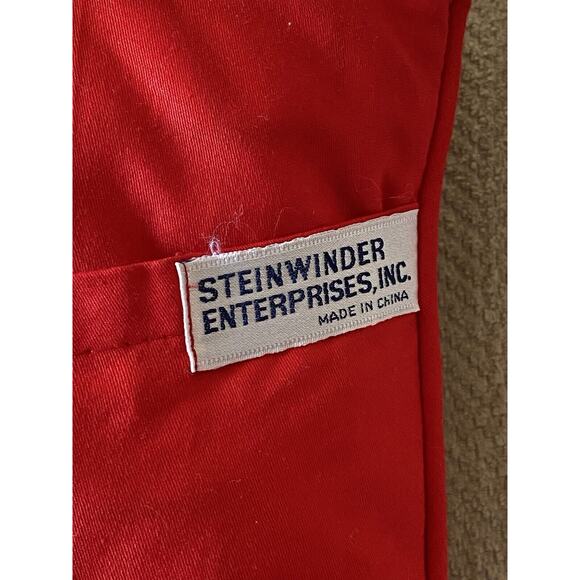 STEINWINDER
ENTERPRISES, INC.
MADE IN CHINA